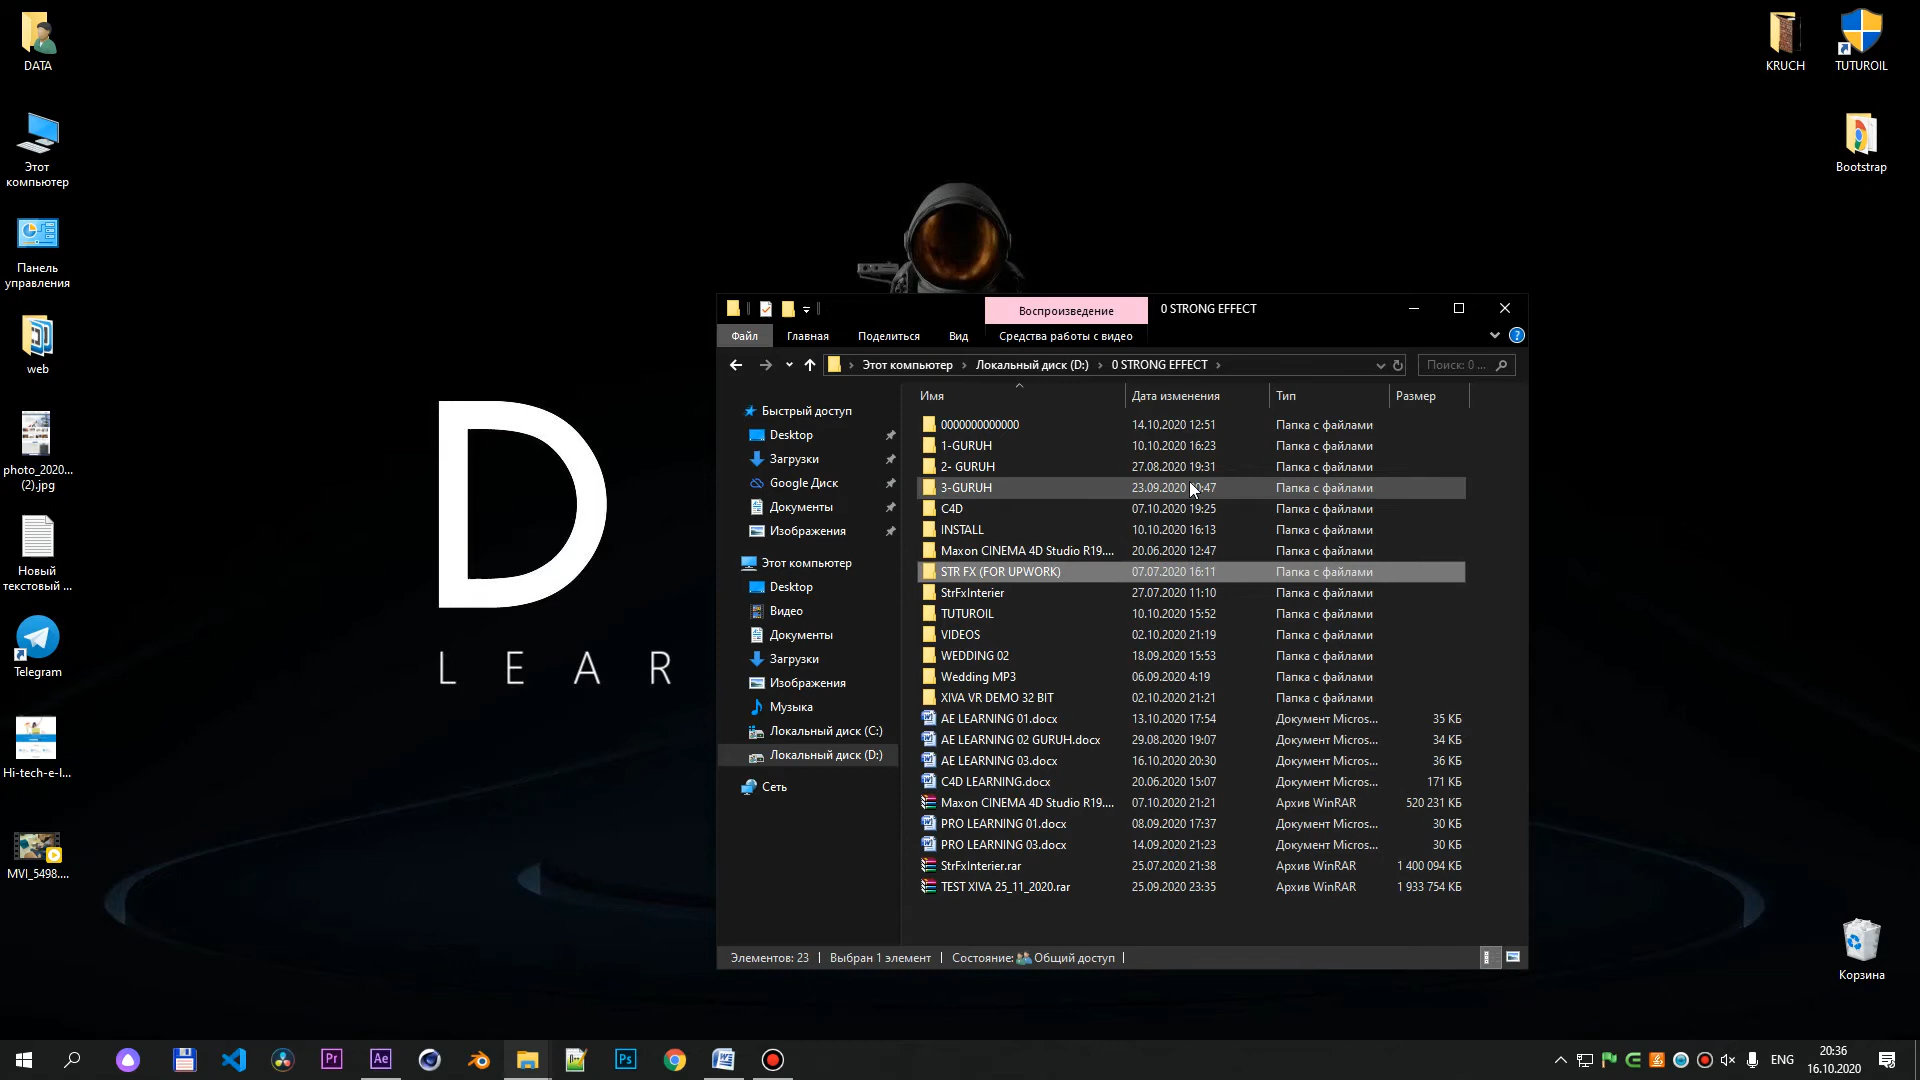 DATA
Этот
компьютер
Панель
управления
web
photo_2020...
(2).jpg
Новый
текстовый ...
Telegram
Hi-tech-e-l...
MVI_5498....
KRUCH
TUTUROIL
Bootstrap
Корзина
D
L E A R
Воспроизведение
0 STRONG EFFECT
Файл
Главная
Поделиться
Вид
Средства работы с видео
Этот компьютер
Локальный диск (D:)
0 STRONG EFFECT
Поиск: 0 ...
Быстрый доступ
Desktop
Загрузки
Google Диск
Документы
Изображения
Этот компьютер
Desktop
Видео
Документы
Загрузки
Изображения
Музыка
Локальный диск (C:)
Локальный диск (D:)
Сеть
Имя Дата изменения Тип Размер
0000000000000 14.10.2020 12:51 Папка с файлами
1-GURUH 10.10.2020 16:23 Папка с файлами
2- GURUH 27.08.2020 19:31 Папка с файлами
3-GURUH 23.09.2020 :47 Папка с файлами
C4D 07.10.2020 19:25 Папка с файлами
INSTALL 10.10.2020 16:13 Папка с файлами
Maxon CINEMA 4D Studio R19.... 20.06.2020 12:47 Папка с файлами
STR FX (FOR UPWORK) 07.07.2020 16:11 Папка с файлами
StrFxInterier 27.07.2020 11:10 Папка с файлами
TUTUROIL 10.10.2020 15:52 Папка с файлами
VIDEOS 02.10.2020 21:19 Папка с файлами
WEDDING 02 18.09.2020 15:53 Папка с файлами
Wedding MP3 06.09.2020 4:19 Папка с файлами
XIVA VR DEMO 32 BIT 02.10.2020 21:21 Папка с файлами
AE LEARNING 01.docx 13.10.2020 17:54 Документ Micros... 35 КБ
AE LEARNING 02 GURUH.docx 29.08.2020 19:07 Документ Micros... 34 КБ
AE LEARNING 03.docx 16.10.2020 20:30 Документ Micros... 36 КБ
C4D LEARNING.docx 20.06.2020 15:07 Документ Micros... 171 КБ
Maxon CINEMA 4D Studio R19.... 07.10.2020 21:21 Архив WinRAR 520 231 КБ
PRO LEARNING 01.docx 08.09.2020 17:37 Документ Micros... 30 КБ
PRO LEARNING 03.docx 14.09.2020 21:23 Документ Micros... 30 КБ
StrFxInterier.rar 25.07.2020 21:38 Архив WinRAR 1 400 094 КБ
TEST XIVA 25_11_2020.rar 25.09.2020 23:35 Архив WinRAR 1 933 754 КБ
Элементов: 23 Выбран 1 элемент Состояние: Общий доступ
Pr
Ae
Ps
ENG
20:36
16.10.2020